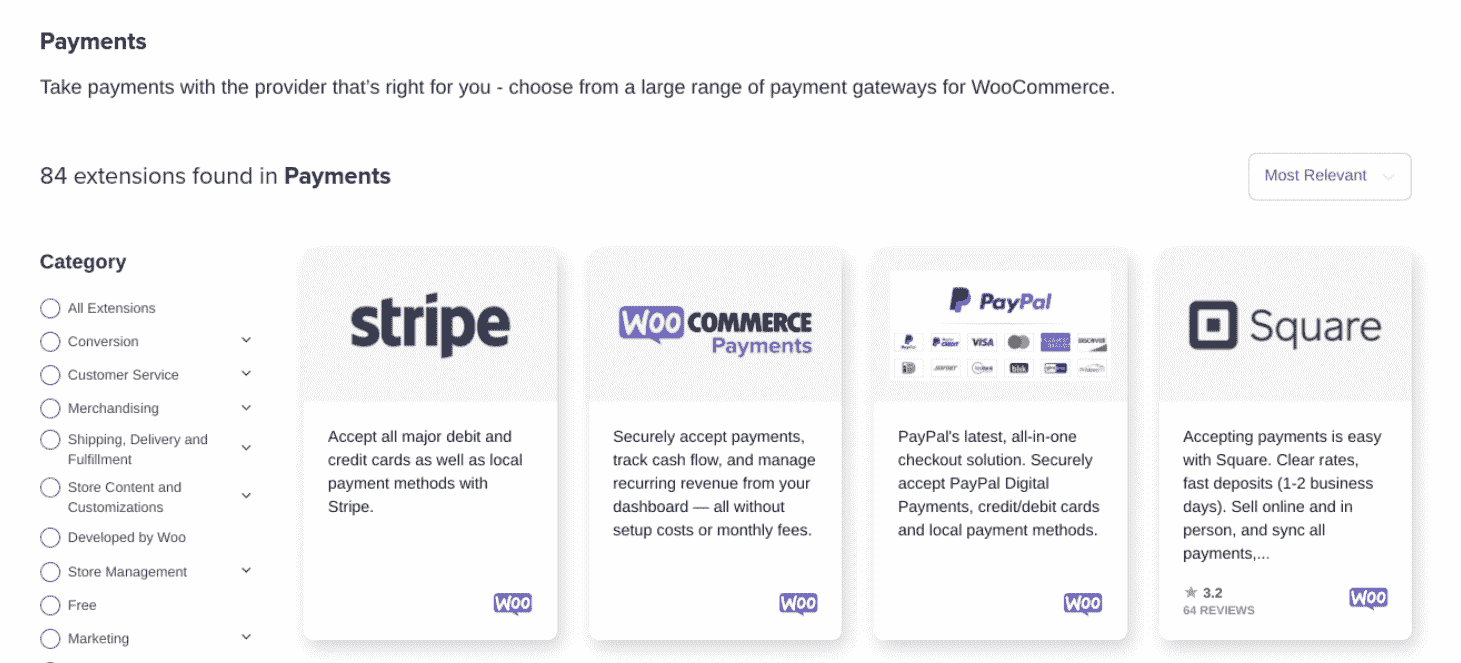 Payments
Take payments with the provider that's right for you - choose from a large range of payment gateways for WooCommerce.
84 extensions found in Payments
Most Relevant
Category
All Extensions
Conversion
Customer Service
Merchandising
Shipping, Delivery and
Fulfillment
Store Content and
Customizations
Developed by Woo
Store Management
Free
Marketing
stripe
Accept all major debit and
credit cards as well as local
payment methods with
Stripe.
WOO
WOO COMMERCE
Payments
Securely accept payments,
track cash flow, and manage
recurring revenue from your
dashboard — all without
setup costs or monthly fees.
WOO
PayPal
PayPal CREDIT VISA DISCOVER
blik
PayPal's latest, all-in-one
checkout solution. Securely
accept PayPal Digital
Payments, credit/debit cards
and local payment methods.
WOO
Square
Accepting payments is easy
with Square. Clear rates,
fast deposits (1-2 business
days). Sell online and in
person, and sync all
payments,...
3.2
64 REVIEWS
WOO